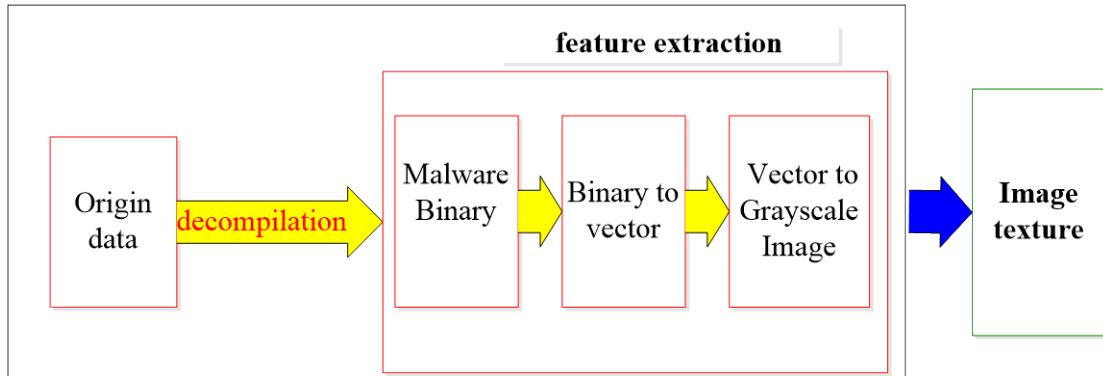 feature extraction
Origin
data
decompilation
Malware
Binary
Binary to
vector
Vector to
Grayscale
Image
Image
texture